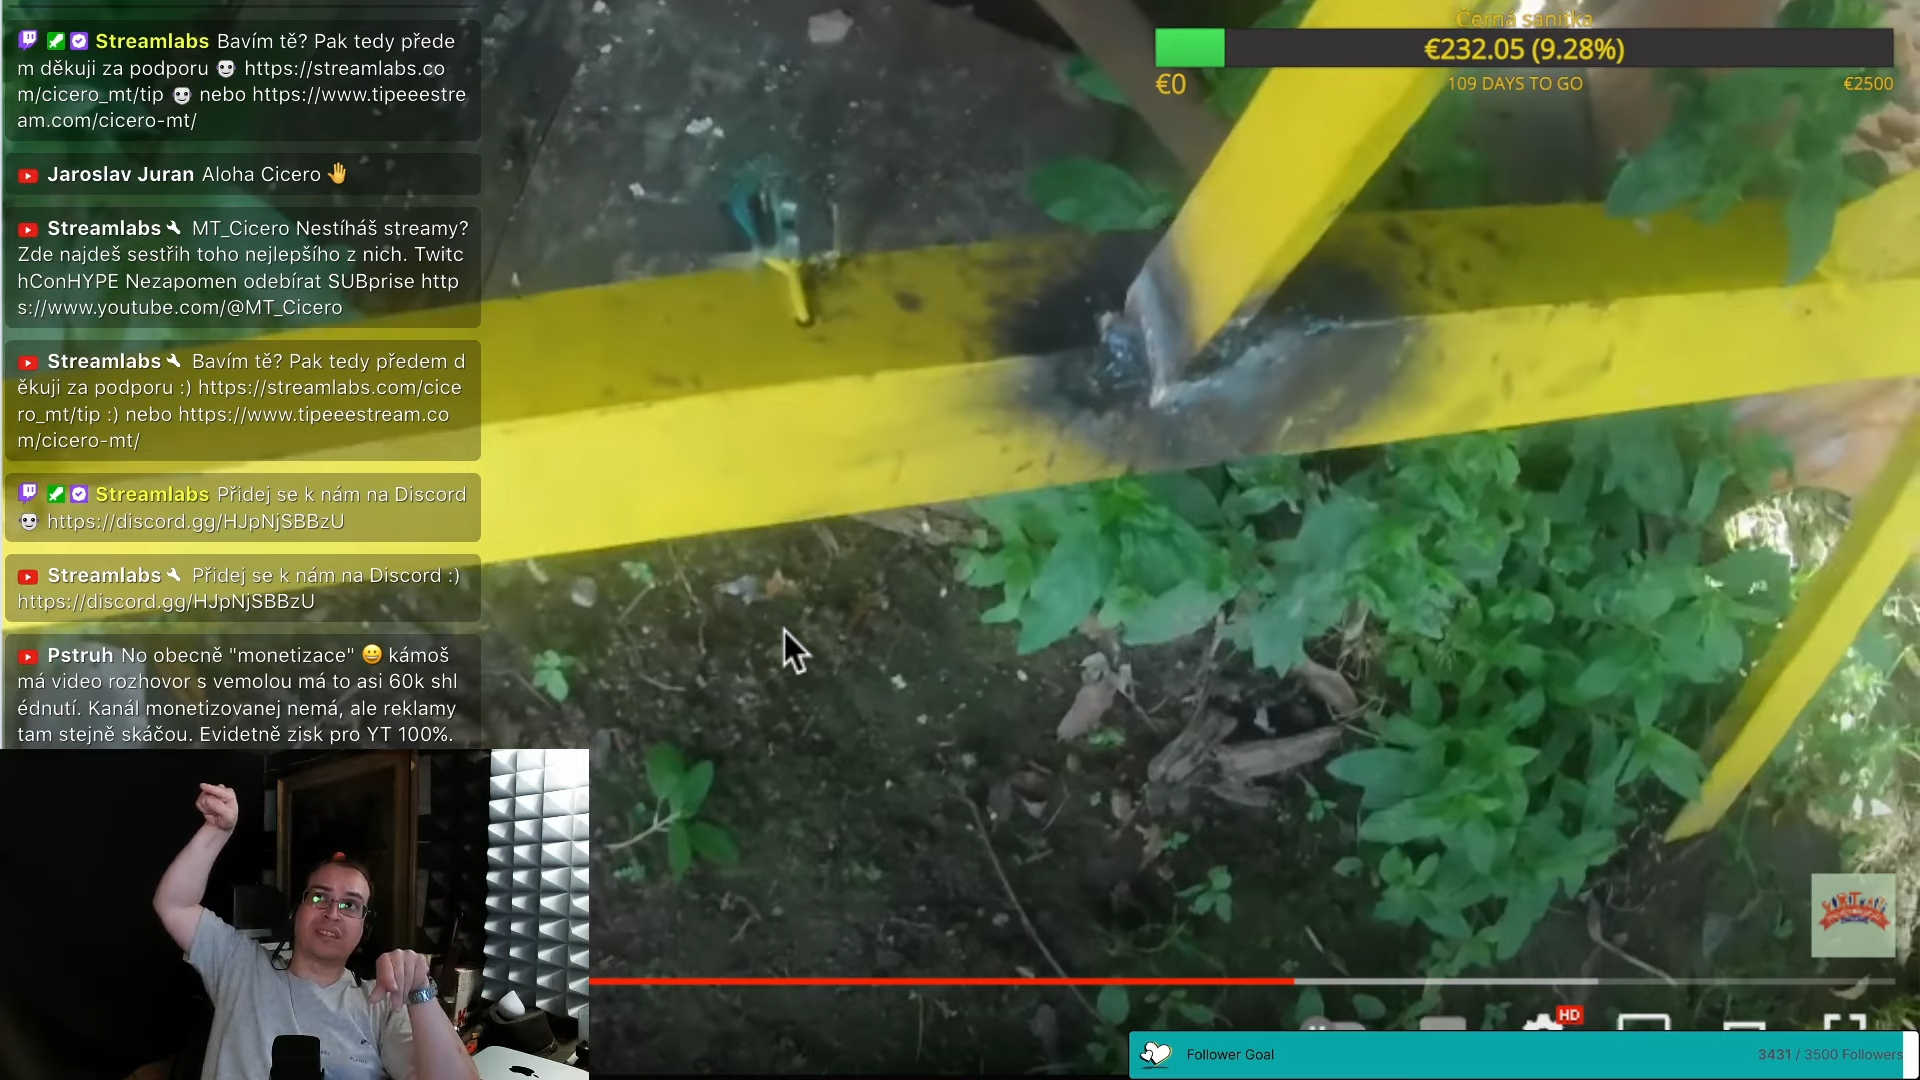 Streamlabs Bavím tě? Pak tedy přede
m děkuji za podporu https://streamlabs.co
m/cicero_mt/tip nebo https://www.tipeeestre
am.com/cicero-mt/
Jaroslav Juran Aloha Cicero
Streamlabs MT_Cicero Nestíháš streamy?
Zde najdeš sestřih toho nejlepšího z nich. Twitc
hConHYPE Nezapomen odebírat SUBprise http
s://www.youtube.com/@MT_Cicero
Streamlabs Bavím tě? Pak tedy předem d
ěkuji za podporu :) https://streamlabs.com/cice
ro_mt/tip :) nebo https://www.tipeeestream.co
m/cicero-mt/
Streamlabs Přidej se k nám na Discord
https://discord.gg/HJpNjSBBzU
Streamlabs Přidej se k nám na Discord :)
https://discord.gg/HJpNjSBBzU
Pstruh No obecně "monetizace" 😀 kámoš
má video rozhovor s vemolou má to asi 60k shl
édnutí. Kanál monetizovanej nemá, ale reklamy
tam stejně skáčou. Evidetně zisk pro YT 100%.
Černá sanitka
€232.05 (9.28%)
€0
109 DAYS TO GO
€2500
HD
Follower Goal
3431 / 3500 Followers